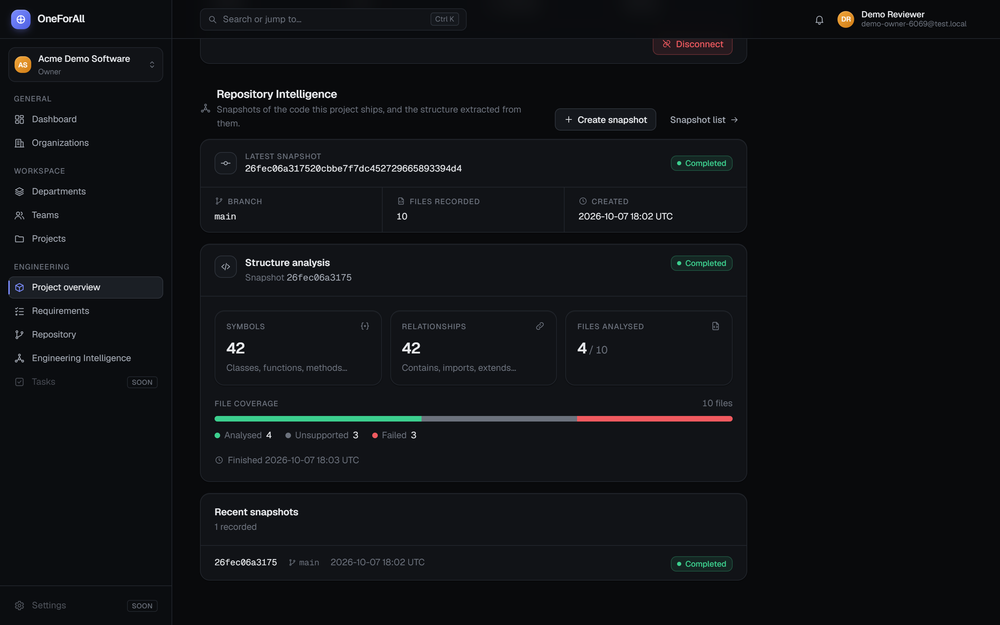 OneForAll
Search or jump to...
Ctrl K
DR
Demo Reviewer
demo-owner-6069@test.local
AS
Acme Demo Software
Owner
GENERAL
Dashboard
Organizations
WORKSPACE
Departments
Teams
Projects
ENGINEERING
Project overview
Requirements
Repository
Engineering Intelligence
Tasks
SOON
Settings
SOON
Disconnect
Repository Intelligence
Snapshots of the code this project ships, and the structure extracted from
them.
Create snapshot
Snapshot list
LATEST SNAPSHOT
26fec06a317520cbbe7f7dc452729665893394d4
Completed
BRANCH
main
FILES RECORDED
10
CREATED
2026-10-07 18:02 UTC
Structure analysis
Snapshot 26fec06a3175
Completed
SYMBOLS
42
Classes, functions, methods...
RELATIONSHIPS
42
Contains, imports, extends...
FILES ANALYSED
4 / 10
FILE COVERAGE
10 files
Analysed 4
Unsupported 3
Failed 3
Finished 2026-10-07 18:03 UTC
Recent snapshots
1 recorded
26fec06a3175
main
2026-10-07 18:02 UTC
Completed